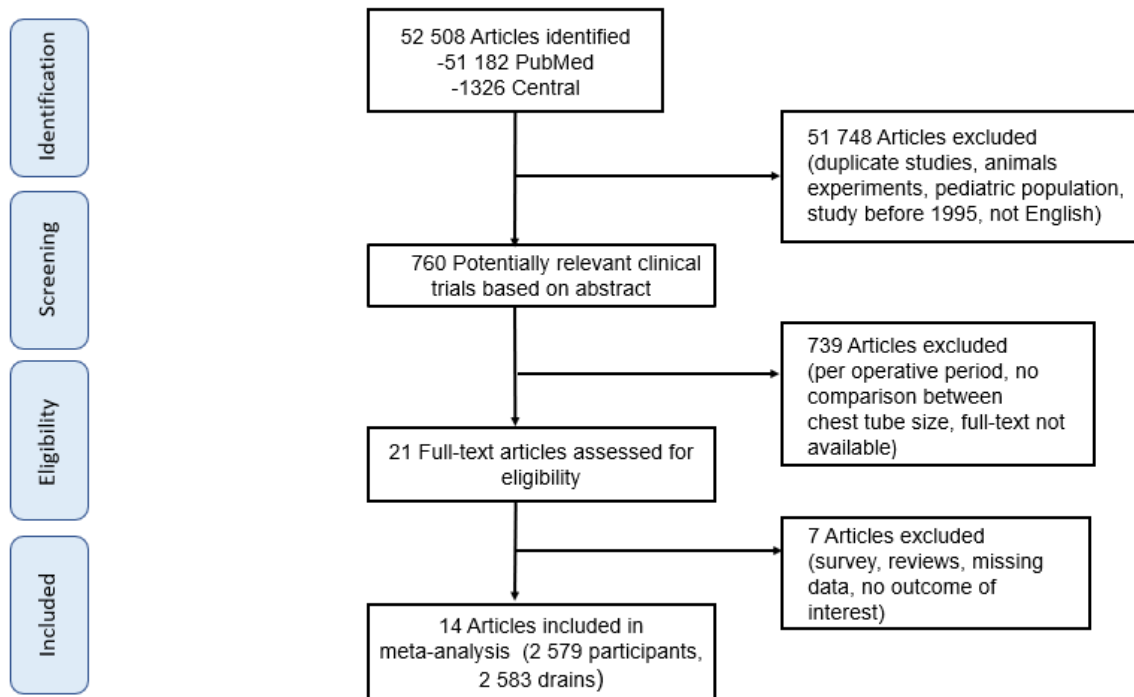 Identification
52 508 Articles identified
-51 182 PubMed
-1326 Central
51 748 Articles excluded
(duplicate studies, animals
experiments, pediatric population,
study before 1995, not English)
Screening
760 Potentially relevant clinical
trials based on abstract
739 Articles excluded
(per operative period, no
comparison between
chest tube size, full-text not
available)
Eligibility
21 Full-text articles assessed for
eligibility
7 Articles excluded
(survey, reviews, missing
data, no outcome of
interest)
Included
14 Articles included in
meta-analysis (2 579 participants,
2 583 drains)